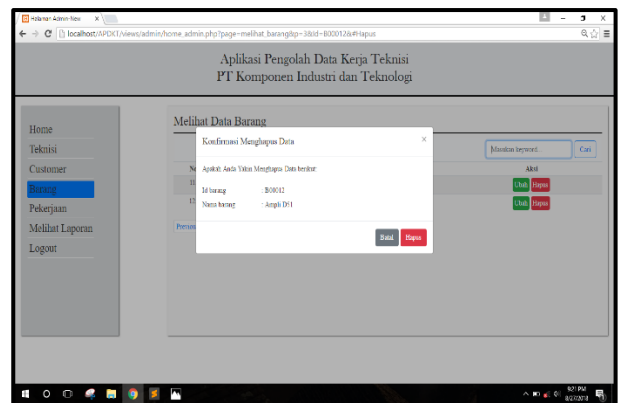 Halaman Admin-New
localhost/APDKT/views/admin/home_admin.php?page=melihat_barang&p=3&id=B00012&#Hapus
Aplikasi Pengolah Data Kerja Teknisi
PT Komponen Industri dan Teknologi
Home
Teknisi
Customer
Barang
Pekerjaan
Melihat Laporan
Logout
Melihat Data Barang
Masukan keyword...
Cari
No
Aksi
11
Ubah Hapus
12
Ubah Hapus
Konfirmasi Menghapus Data
Apakah Anda Yakin Menghapus Data berikut:
Id barang : B00012
Nama barang :
Batal Hapus
9:21 PM
8/27/2018